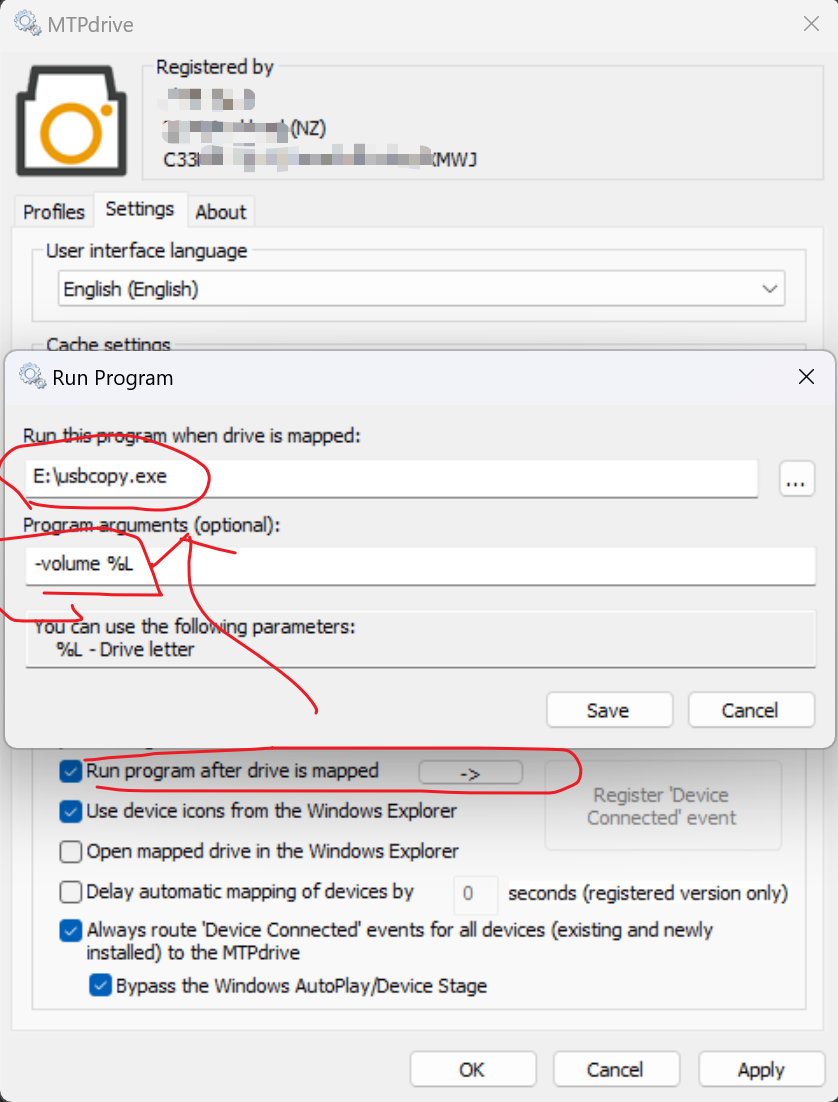 MTPdrive
Registered by
(NZ)
C33
KMWJ
Profiles
Settings
About
User interface language
English (English)
Cache settings
Run Program
Run this program when drive is mapped:
E:\usbcopy.exe
...
Program arguments (optional):
-volume %L
You can use the following parameters:
%L - Drive letter
Save
Cancel
Run program after drive is mapped
->
Use device icons from the Windows Explorer
Register 'Device
Connected' event
Open mapped drive in the Windows Explorer
Delay automatic mapping of devices by
0
seconds (registered version only)
Always route 'Device Connected' events for all devices (existing and newly
installed) to the MTPdrive
Bypass the Windows AutoPlay/Device Stage
OK
Cancel
Apply